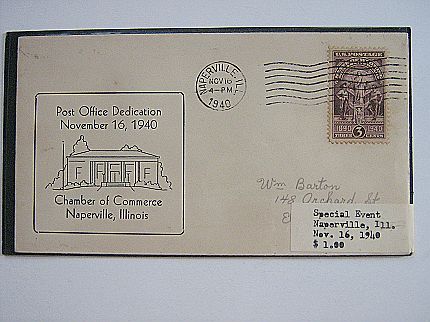 NAPERVILLE, ILL.
NOV 16
4-PM
1940
U.S. POSTAGE
1890 1940
3
THREE CENTS
Post Office Dedication
November 16, 1940
Chamber of Commerce
Naperville, Illinois
Wm Barton
148 Orchard St
E
Special Event
Naperville, Ill.
Nov. 16, 1940
$ 1.00